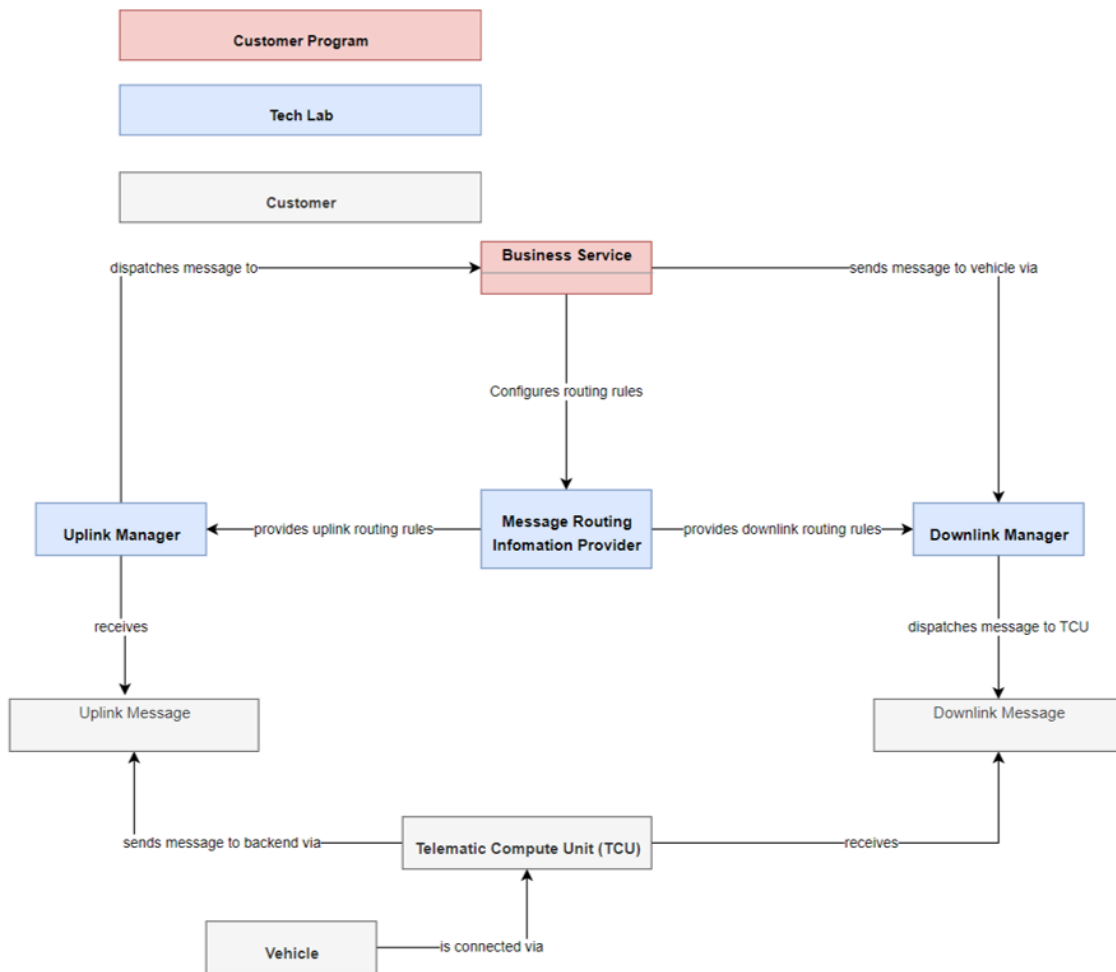 Customer Program
Tech Lab
Customer
Business Service
dispatches message to
sends message to vehicle via
Configures routing rules
Uplink Manager
provides uplink routing rules
Message Routing
Infomation Provider
provides downlink routing rules
Downlink Manager
receives
dispatches message to TCU
Uplink Message
Downlink Message
sends message to backend via
Telematic Compute Unit (TCU)
receives
Vehicle
is connected via